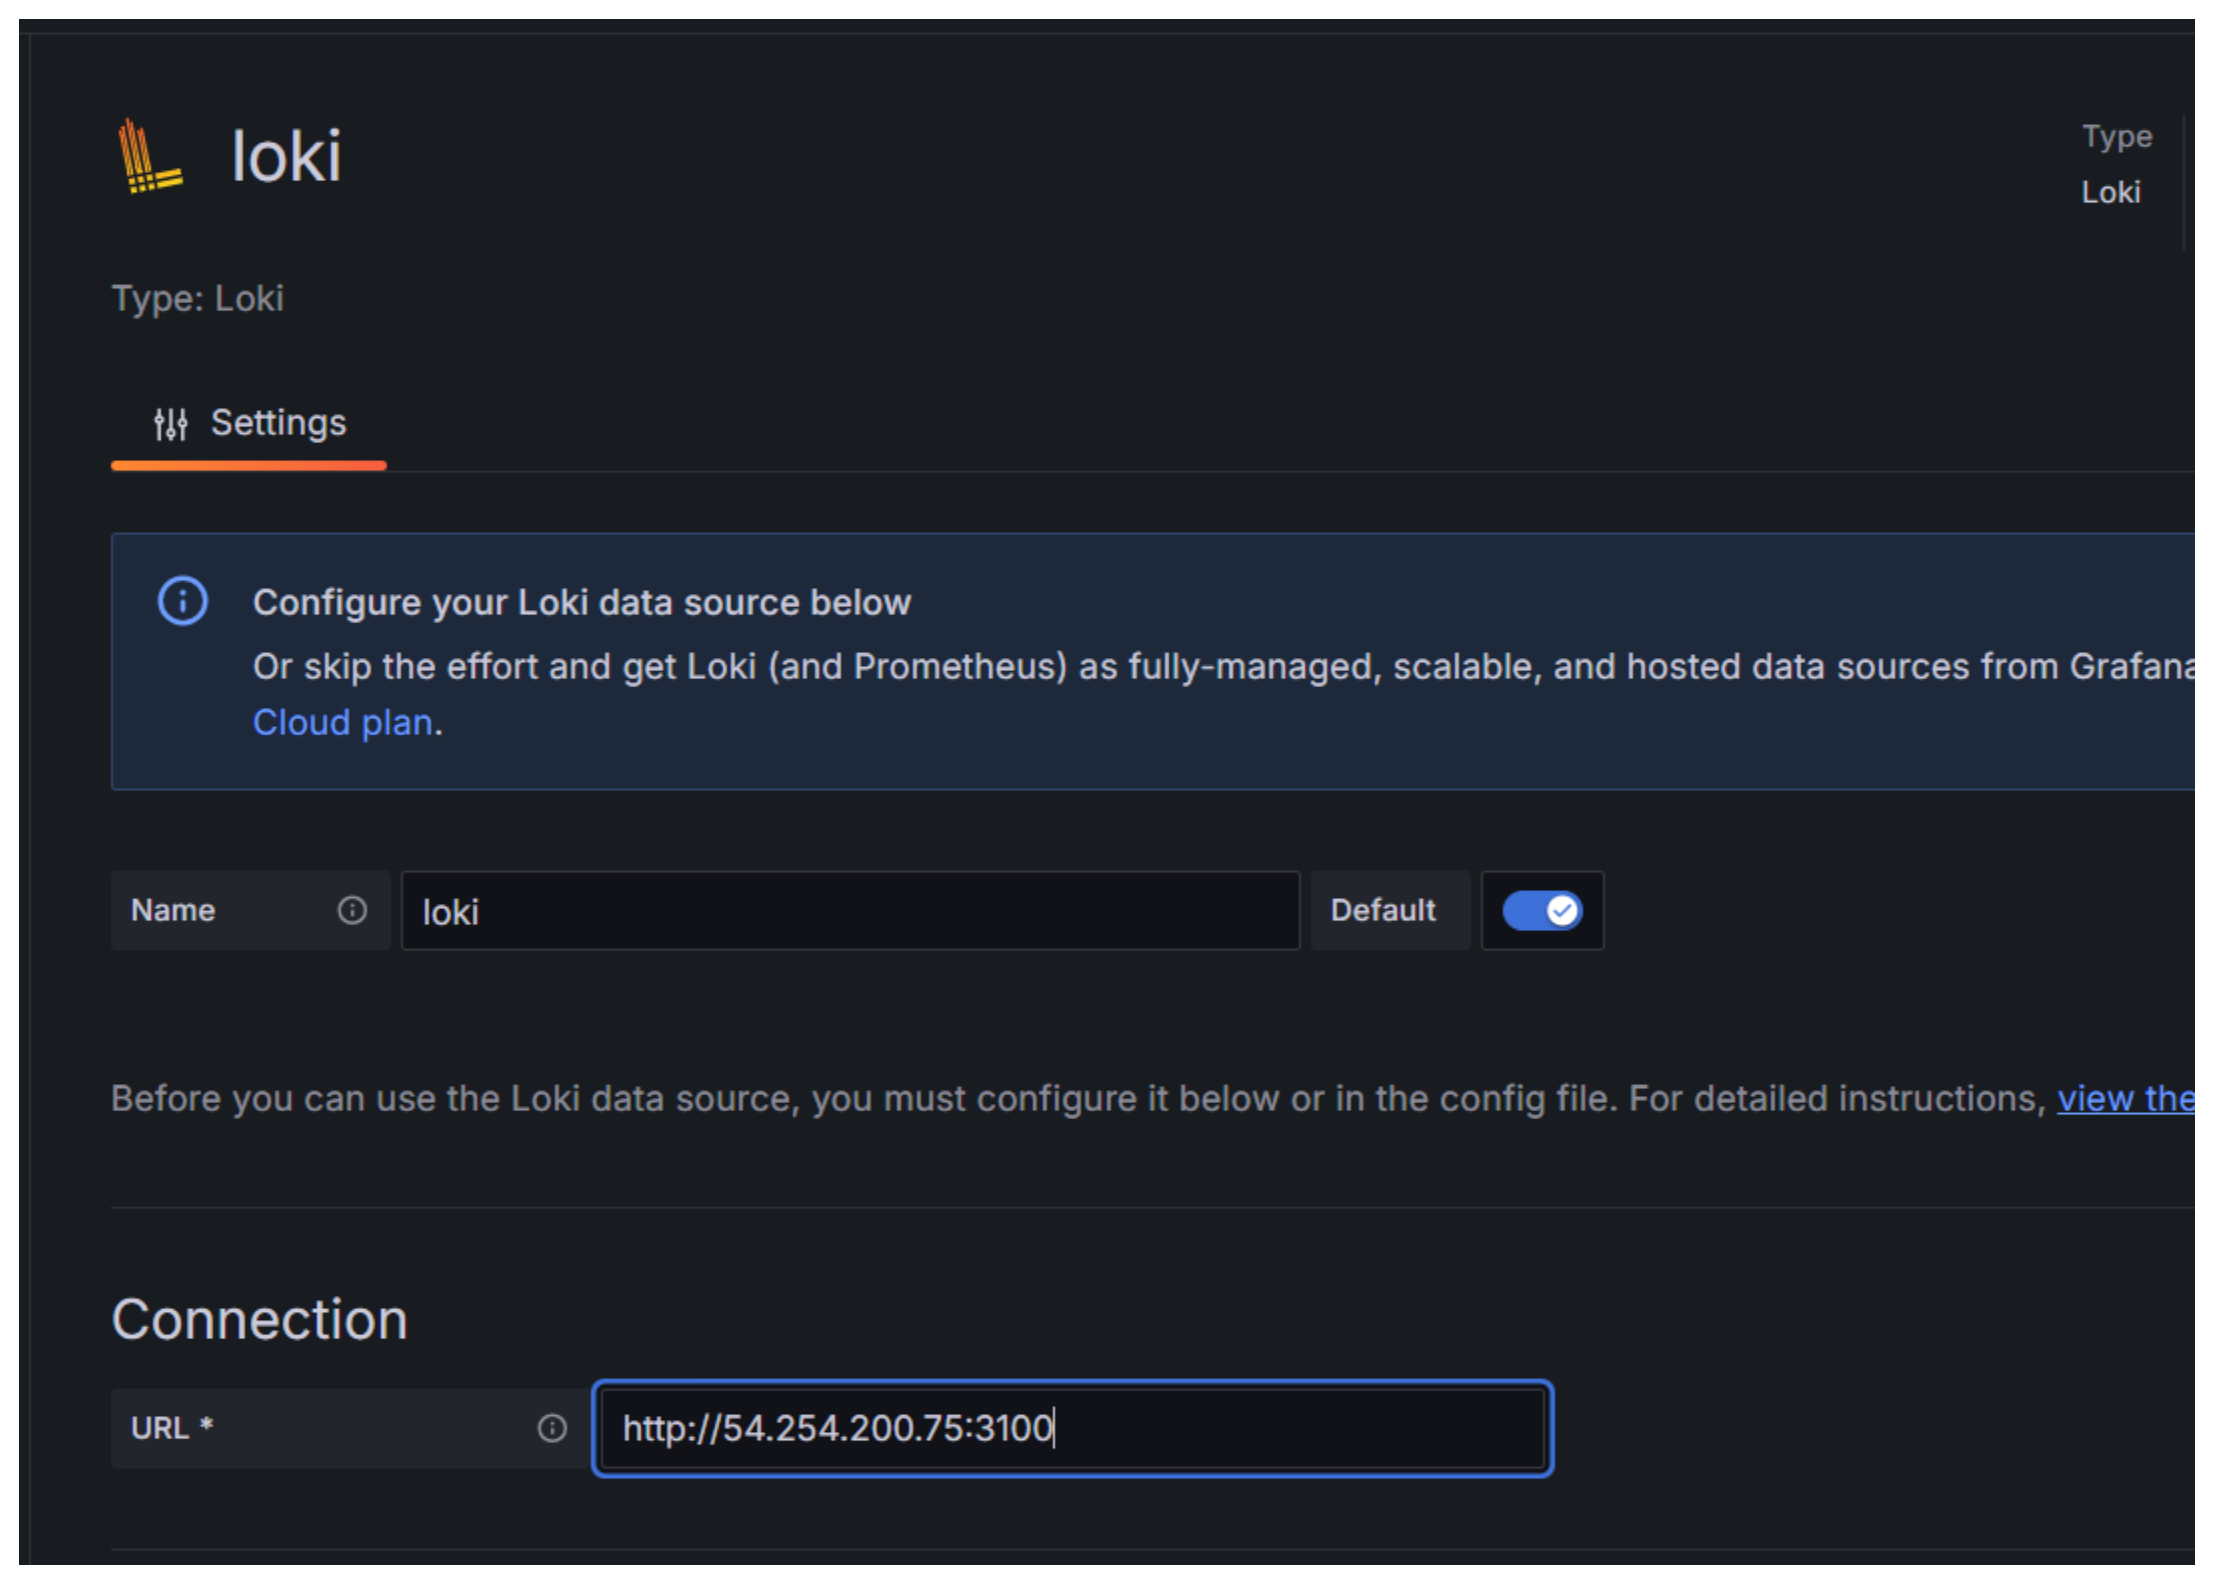 loki
Type
Loki
Type: Loki
Settings
Configure your Loki data source below
Or skip the effort and get Loki (and Prometheus) as fully-managed, scalable, and hosted data sources from Grafana
Cloud plan.
Name
loki
Default
Before you can use the Loki data source, you must configure it below or in the config file. For detailed instructions, view the
Connection
URL *
http://54.254.200.75:3100